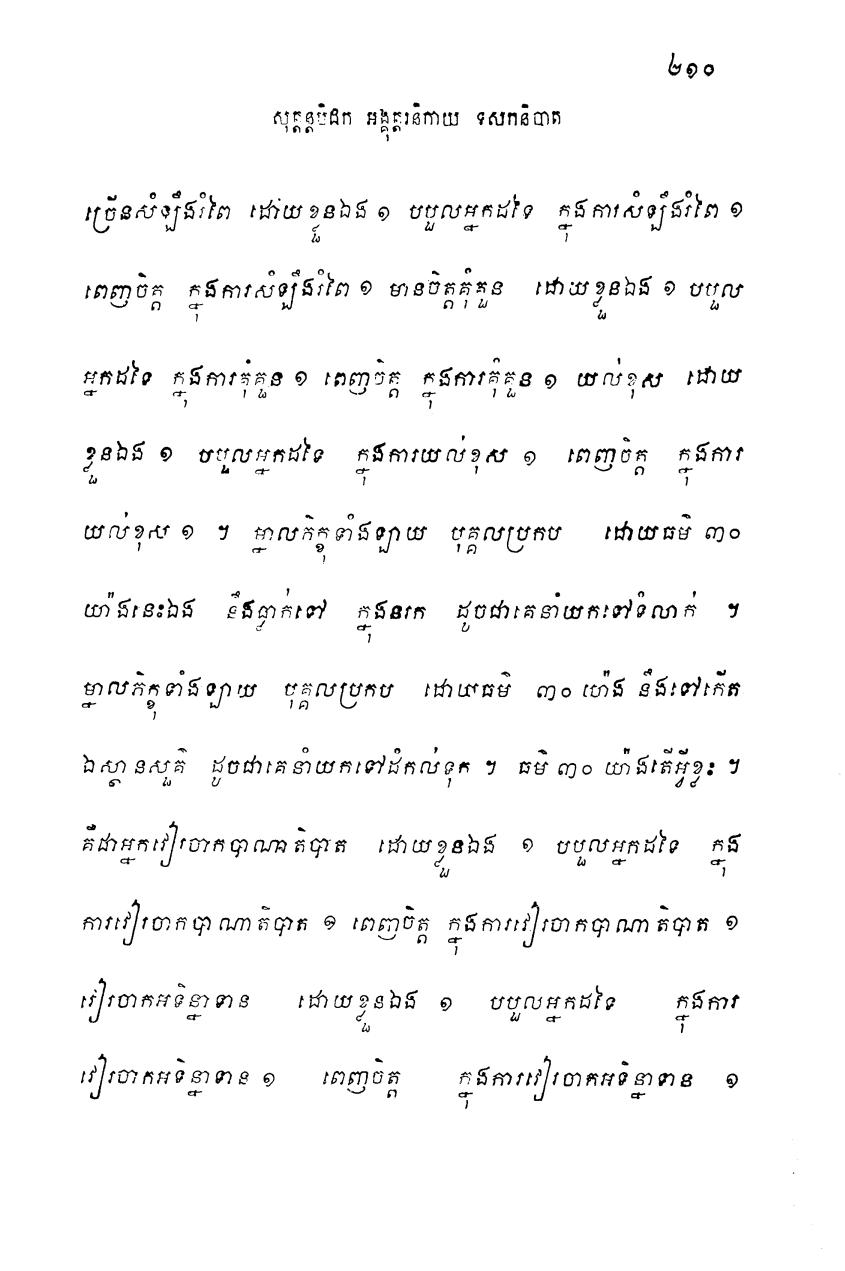 ២១០
សុត្តន្តបិដក អង្គុត្តរនិកាយ ទសកនិបាត
ច្រើនសំឡឹងរំពៃ ដោយខ្លួនឯង ១ បបួលអ្នកដទៃ ក្នុងការសំឡឹងរំពៃ ១
ពេញចិត្ត ក្នុងការសំឡឹងរំពៃ ១ មានចិត្តគុំគួន ដោយខ្លួនឯង ១ បបួល
អ្នកដទៃ ក្នុងការគុំគួន ១ ពេញចិត្ត ក្នុងការគុំគួន ១ យល់ខុស ដោយ
ខ្លួនឯង ១ បបួលអ្នកដទៃ ក្នុងការយល់ខុស ១ ពេញចិត្ត ក្នុងការ
យល់ខុស ១ ។ ម្នាលភិក្ខុទាំងឡាយ បុគ្គលប្រកប ដោយធម៌ ៣០
យ៉ាងនេះឯង នឹងធ្លាក់ទៅ ក្នុងនរក ដូចជាគេនាំយកទៅទំលាក់ ។
ម្នាលភិក្ខុទាំងឡាយ បុគ្គលប្រកប ដោយធម៌ ៣០ យ៉ាង នឹងទៅកើត
ឯស្ថានសួគ៌ ដូចជាគេនាំយកទៅដំកល់ទុក ។ ធម៌ ៣០ យ៉ាងតើអ្វីខ្លះ ។
គឺជាអ្នកវៀរចាកបាណាតិបាត ដោយខ្លួនឯង ១ បបួលអ្នកដទៃ ក្នុង
ការវៀរចាកបាណាតិបាត ១ ពេញចិត្ត ក្នុងការវៀរចាកបាណាតិបាត ១
វៀរចាកអទិន្នាទាន ដោយខ្លួនឯង ១ បបួលអ្នកដទៃ ក្នុងការ
វៀរចាកអទិន្នាទាន ១ ពេញចិត្ត ក្នុងការវៀរចាកអទិន្នាទាន ១